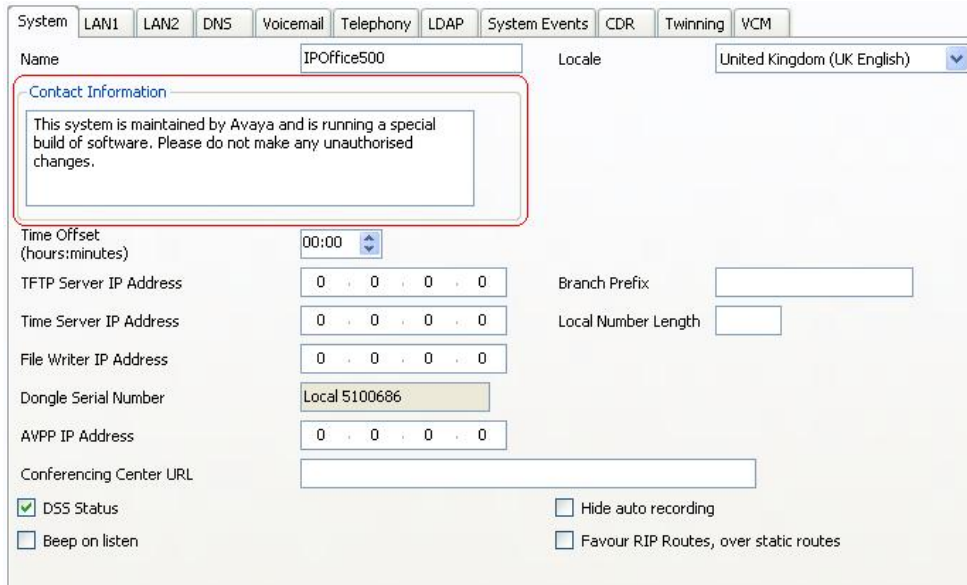 System LAN1 LAN2 DNS Voicemail Telephony LDAP System Events CDR Twinning VCM
Name IPOffice500 Locale United Kingdom (UK English)
Contact Information
This system is maintained by Avaya and is running a special
build of software. Please do not make any unauthorised
changes.
Time Offset
(hours:minutes) 00:00
TFTP Server IP Address 0 . 0 . 0 . 0 Branch Prefix
Time Server IP Address 0 . 0 . 0 . 0 Local Number Length
File Writer IP Address 0 . 0 . 0 . 0
Dongle Serial Number Local 5100686
AVPP IP Address 0 . 0 . 0 . 0
Conferencing Center URL
DSS Status Hide auto recording
Beep on listen Favour RIP Routes, over static routes